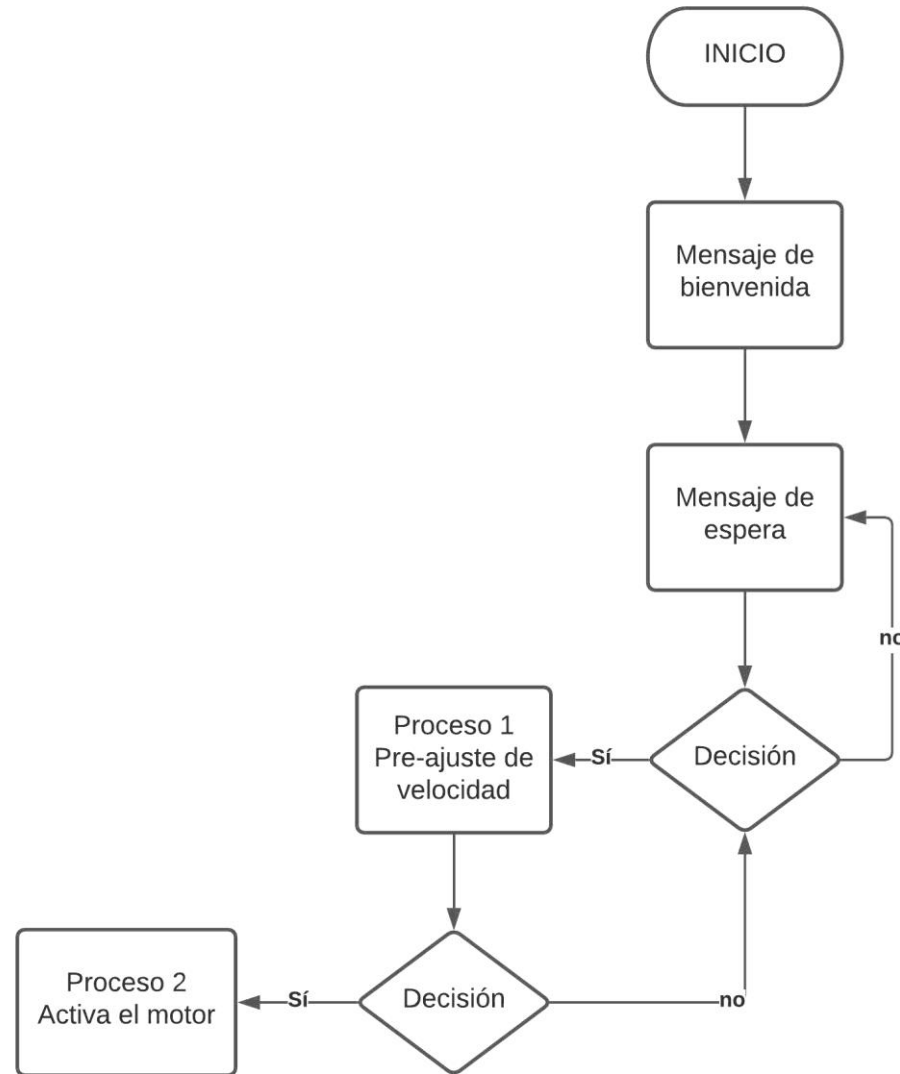 INICIO
Mensaje de
bienvenida
Mensaje de
espera
no
Decisión
Sí
Proceso 1
Pre-ajuste de
velocidad
Decisión
no
Sí
Proceso 2
Activa el motor